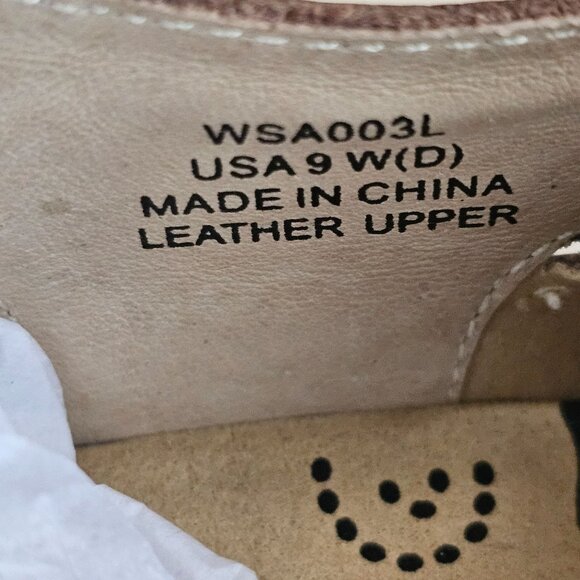 WSA003L
USA 9 W(D)
MADE IN CHINA
LEATHER UPPER